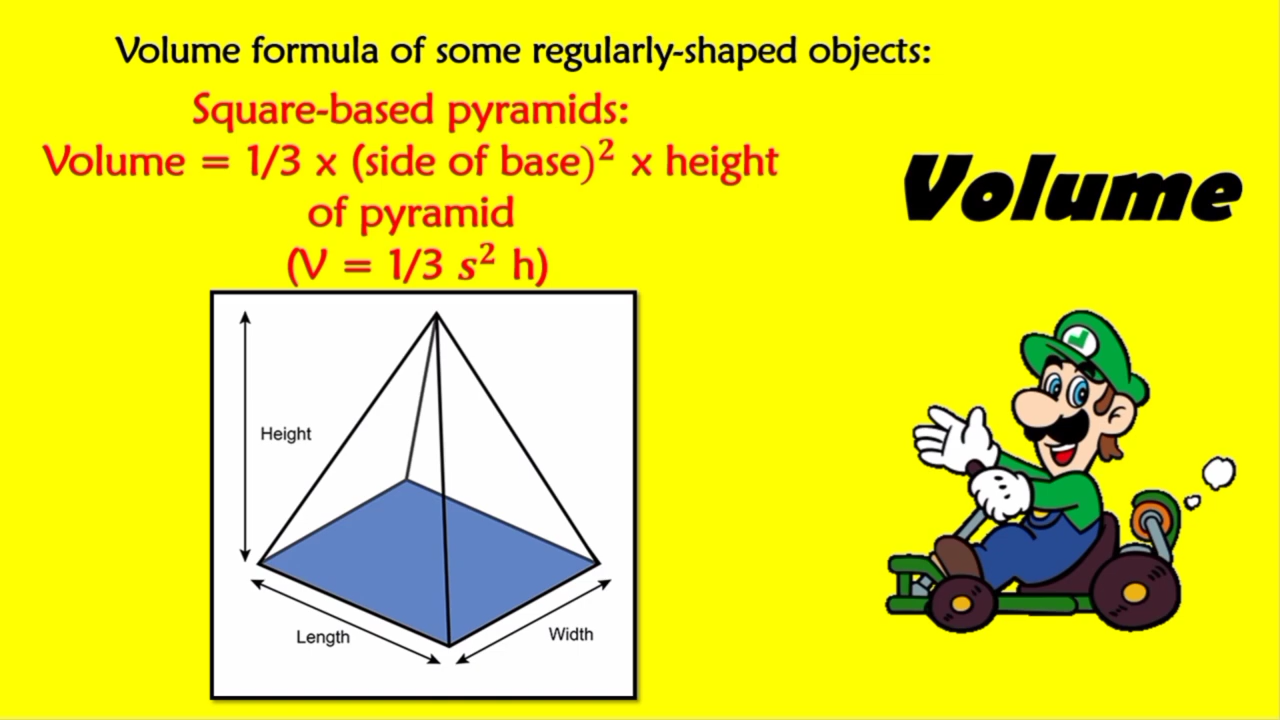 Volume formula of some regularly-shaped objects:
Square-based pyramids:
Volume = 1/3 x (side of base)² x height
of pyramid
(V = 1/3 s² h)
Volume
Height
Length
Width
L